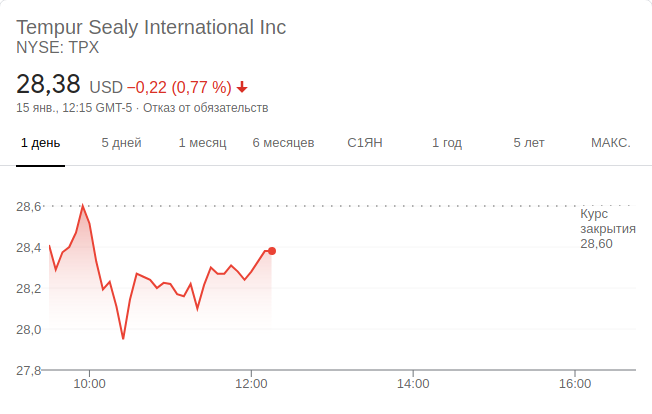 Tempur Sealy International Inc
NYSE: TPX
28,38 USD −0,22 (0,77 %)
15 янв., 12:15 GMT-5 · Отказ от обязательств
1 день 5 дней 1 месяц 6 месяцев С1ЯН 1 год 5 лет МАКС.
28,6
Курс
закрытия
28,60
28,4
28,2
28,0
27,8
10:00 12:00 14:00 16:00